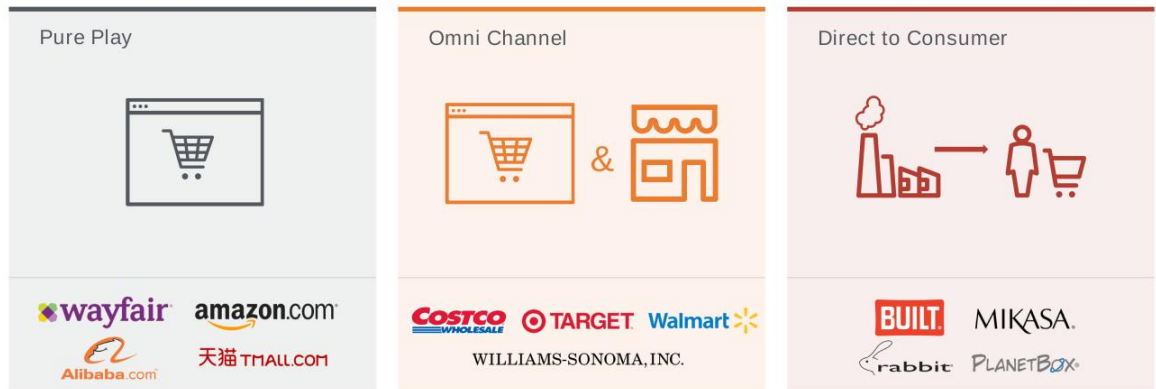 Pure Play
Omni Channel
Direct to Consumer
&
wayfair
amazon.com
Alibaba.com
天猫 TMALL.COM
COSTCO
WHOLESALE
TARGET
Walmart
WILLIAMS-SONOMA, INC.
BUILT.
MIKASA.
rabbit
PLANETBOX